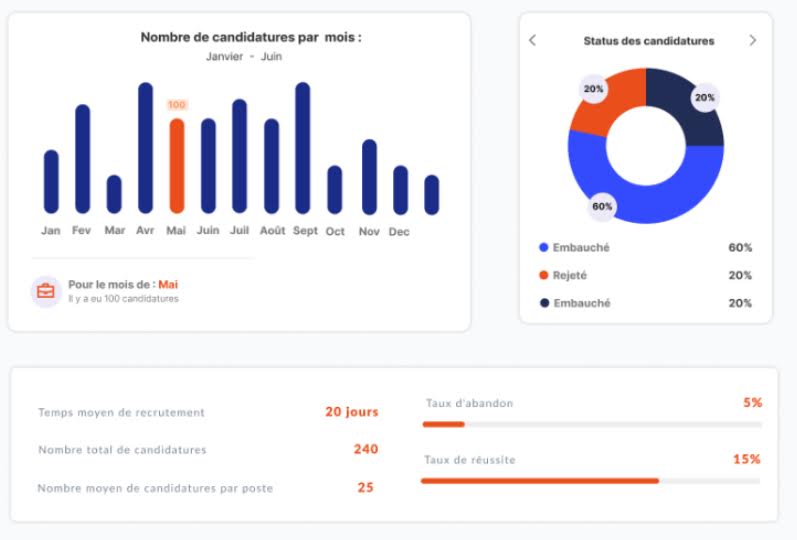 Nombre de candidatures par mois :
Janvier - Juin
100
Jan Fev Mar Avr Mai Juin Juil Août Sept Oct Nov Dec
Pour le mois de : Mai
Il y a eu 100 candidatures
Status des candidatures
20%
20%
60%
Embauché 60%
Rejeté 20%
Embauché 20%
Temps moyen de recrutement 20 jours
Nombre total de candidatures 240
Nombre moyen de candidatures par poste 25
Taux d'abandon 5%
Taux de réussite 15%